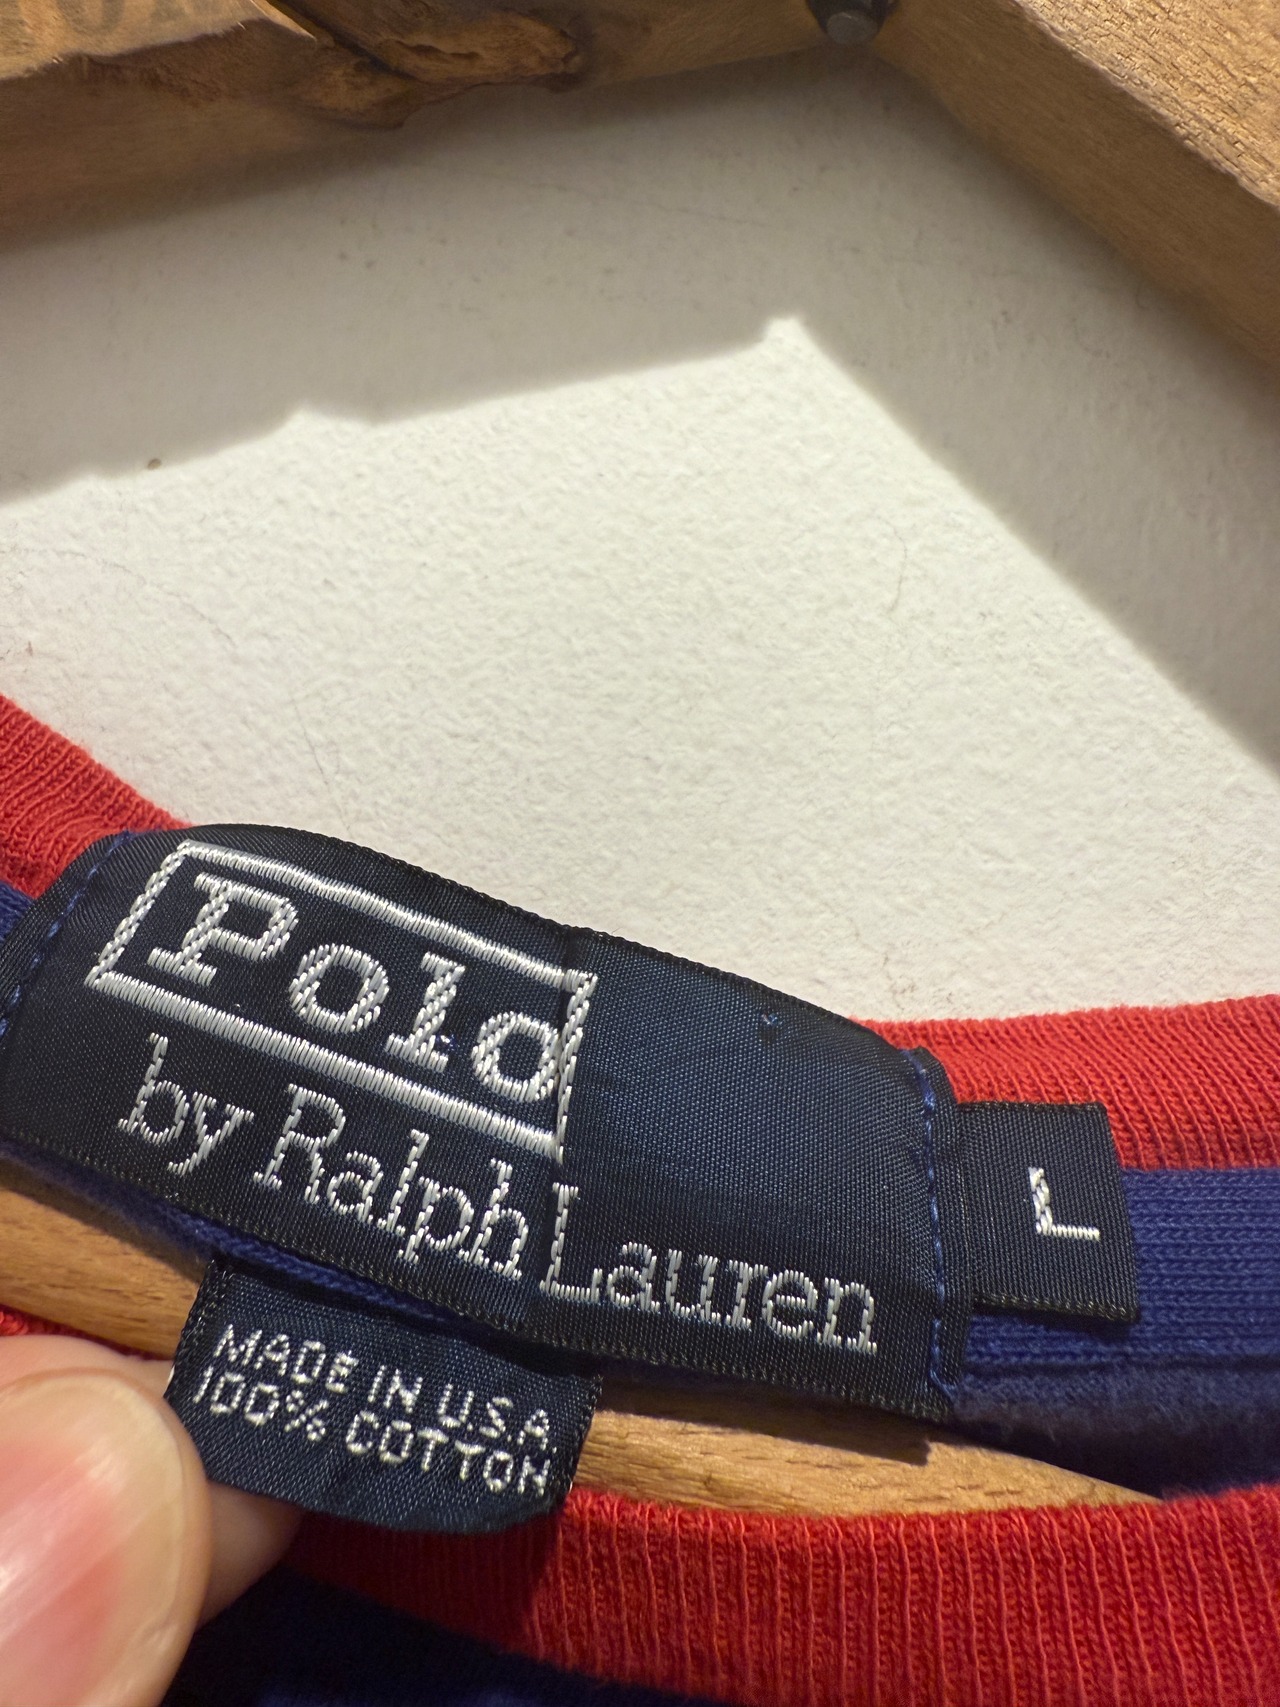 Polo
by Ralph Lauren
L
MADE IN U.S.A.
100% COTTON